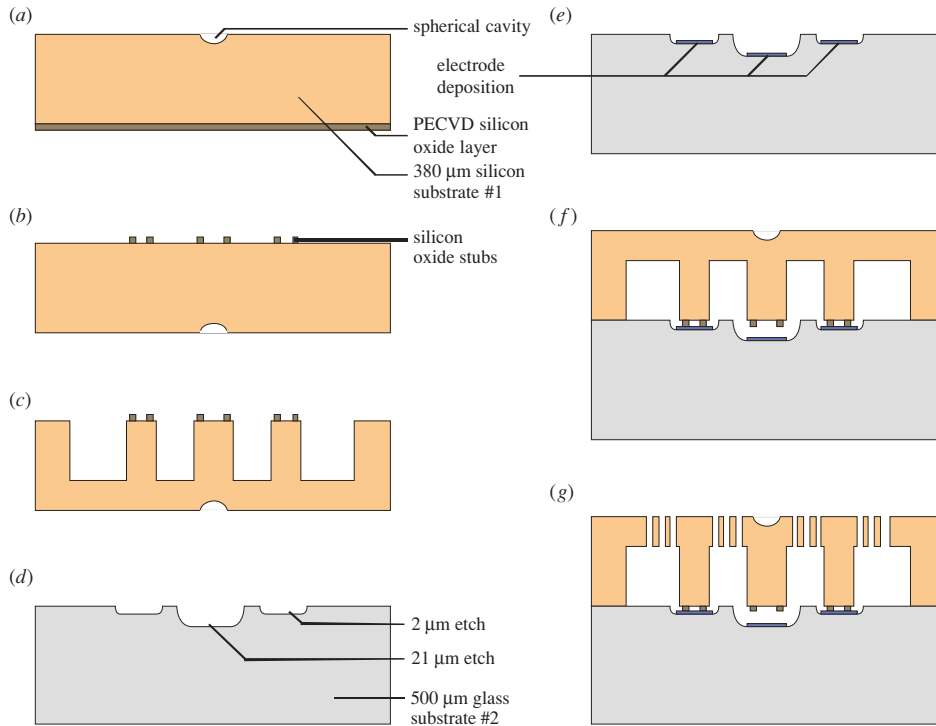 (a)
spherical cavity
PECVD silicon
oxide layer
380 μm silicon
substrate #1
(b)
silicon
oxide stubs
(c)
(d)
2 μm etch
21 μm etch
500 μm glass
substrate #2
(e)
electrode
deposition
(f)
(g)